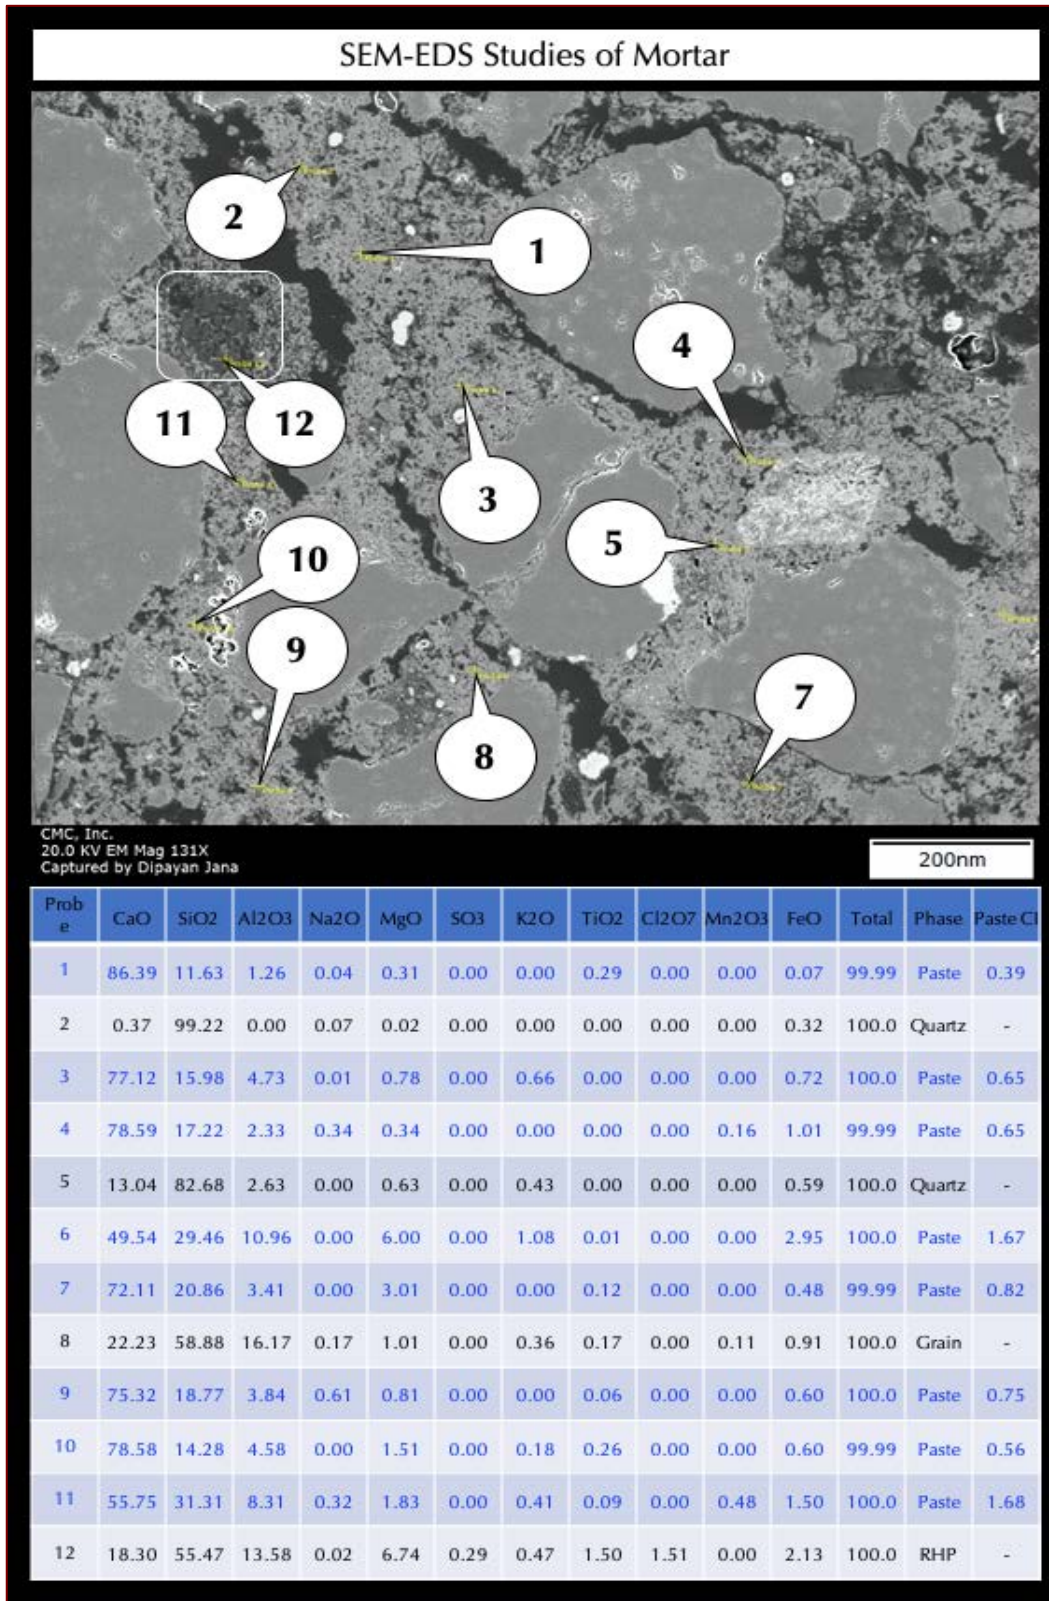 SEM-EDS Studies of Mortar
2
1
4
11
12
3
5
10
9
7
8
CMC, Inc.
20.0 KV EM Mag 131X
Captured by Dipayan Jana
200nm
Prob e CaO SiO2 Al2O3 Na2O MgO SO3 K2O TiO2 Cl2O7 Mn2O3 FeO Total Phase Paste CI
1 86.39 11.63 1.26 0.04 0.31 0.00 0.00 0.29 0.00 0.00 0.07 99.99 Paste 0.39
2 0.37 99.22 0.00 0.07 0.02 0.00 0.00 0.00 0.00 0.00 0.32 100.0 Quartz -
3 77.12 15.98 4.73 0.01 0.78 0.00 0.66 0.00 0.00 0.00 0.72 100.0 Paste 0.65
4 78.59 17.22 2.33 0.34 0.34 0.00 0.00 0.00 0.00 0.16 1.01 99.99 Paste 0.65
5 13.04 82.68 2.63 0.00 0.63 0.00 0.43 0.00 0.00 0.00 0.59 100.0 Quartz -
6 49.54 29.46 10.96 0.00 6.00 0.00 1.08 0.01 0.00 0.00 2.95 100.0 Paste 1.67
7 72.11 20.86 3.41 0.00 3.01 0.00 0.00 0.12 0.00 0.00 0.48 99.99 Paste 0.82
8 22.23 58.88 16.17 0.17 1.01 0.00 0.36 0.17 0.00 0.11 0.91 100.0 Grain -
9 75.32 18.77 3.84 0.61 0.81 0.00 0.00 0.06 0.00 0.00 0.60 100.0 Paste 0.75
10 78.58 14.28 4.58 0.00 1.51 0.00 0.18 0.26 0.00 0.00 0.60 99.99 Paste 0.56
11 55.75 31.31 8.31 0.32 1.83 0.00 0.41 0.09 0.00 0.48 1.50 100.0 Paste 1.68
12 18.30 55.47 13.58 0.02 6.74 0.29 0.47 1.50 1.51 0.00 2.13 100.0 RHP -